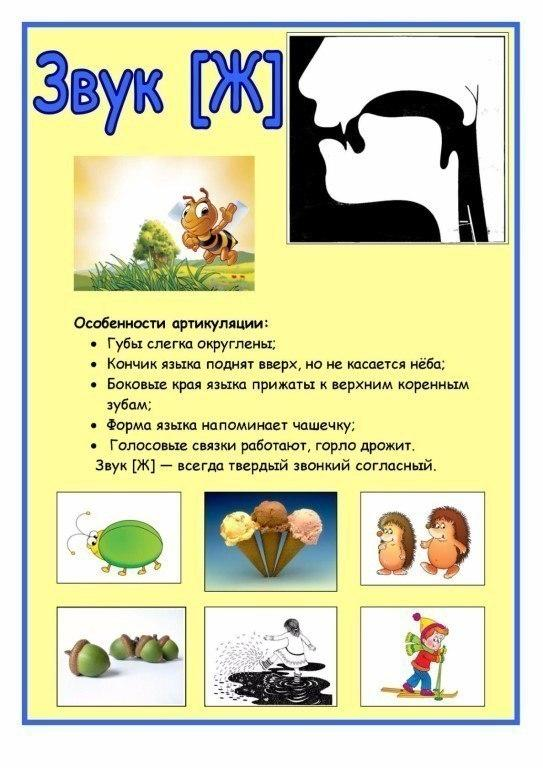 Звук [Ж]
Особенности артикуляции:
• Губы слегка округлены;
• Кончик языка поднят вверх, но не касается нёба;
• Боковые края языка прижаты к верхним коренным
зубам;
• Форма языка напоминает чашечку;
• Голосовые связки работают, горло дрожит.
Звук [Ж] — всегда твердый звонкий согласный.